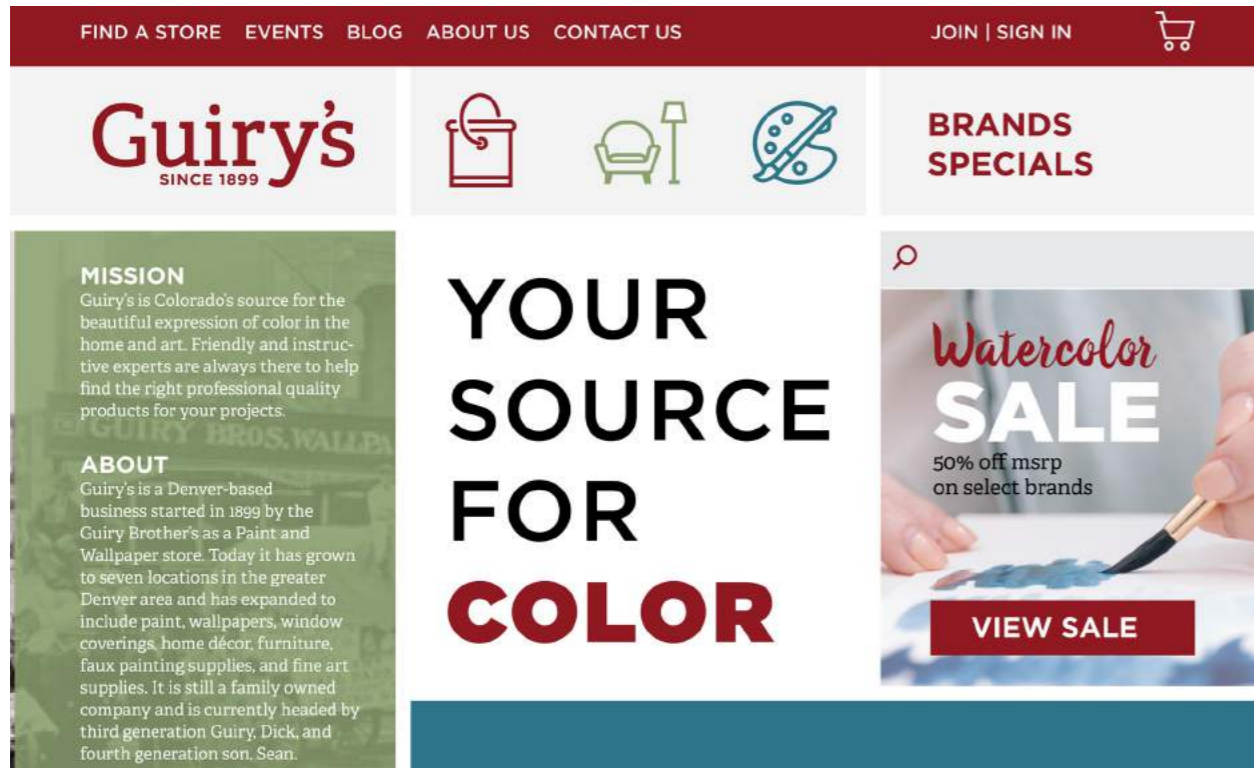 FIND A STORE EVENTS BLOG ABOUT US CONTACT US
JOIN | SIGN IN
Guiry's
SINCE 1899
BRANDS
SPECIALS
MISSION
Guiry's is Colorado's source for the
beautiful expression of color in the
home and art. Friendly and instruc-
tive experts are always there to help
find the right professional quality
products for your projects.
GUIRY BROS. WALLPA
ABOUT
Guiry's is a Denver-based
business started in 1899 by the
Guiry Brother's as a Paint and
Wallpaper store. Today it has grown
to seven locations in the greater
Denver area and has expanded to
include paint, wallpapers, window
coverings, home décor, furniture,
faux painting supplies, and fine art
supplies. It is still a family owned
company and is currently headed by
third generation Guiry, Dick, and
fourth generation son, Sean.
YOUR
SOURCE
FOR
COLOR
Watercolor
SALE
50% off msrp
on select brands
VIEW SALE